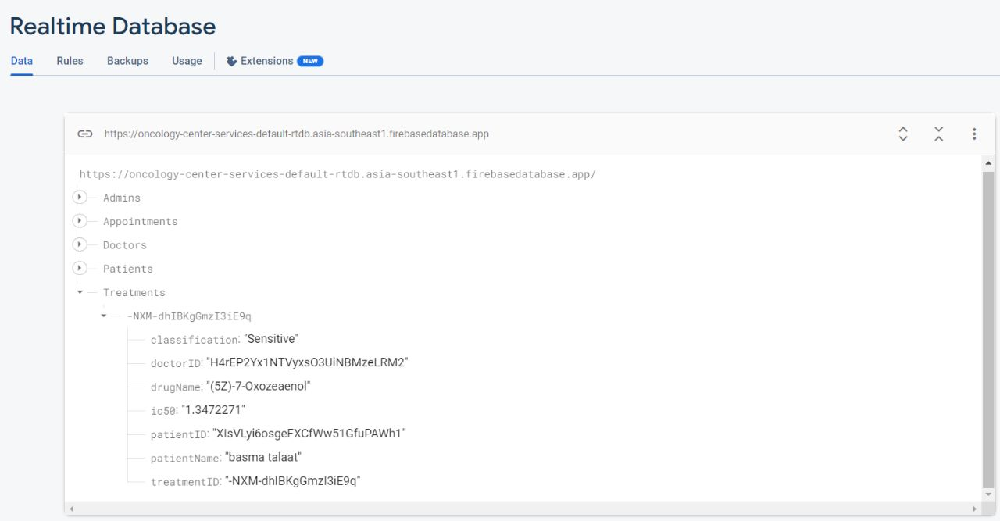 Realtime Database
Data Rules Backups Usage Extensions NEW
https://oncology-center-services-default-rtdb.asia-southeast1.firebasedatabase.app
https://oncology-center-services-default-rtdb.asia-southeast1.firebasedatabase.app/
Admins
Appointments
Doctors
Patients
Treatments
-NXM-dhIBKgGmzI3iE9q
classification: "Sensitive"
doctorID: "H4rEP2Yx1NTVyxsO3UiNBMzeLRM2"
drugName: "(5Z)-7-Oxozeaenol"
ic50: "1.3472271"
patientID: "XIsVLyi6osgeFXCfWw51GfuPAWh1"
patientName: "basma talaat"
treatmentID: "-NXM-dhIBKgGmzI3iE9q"